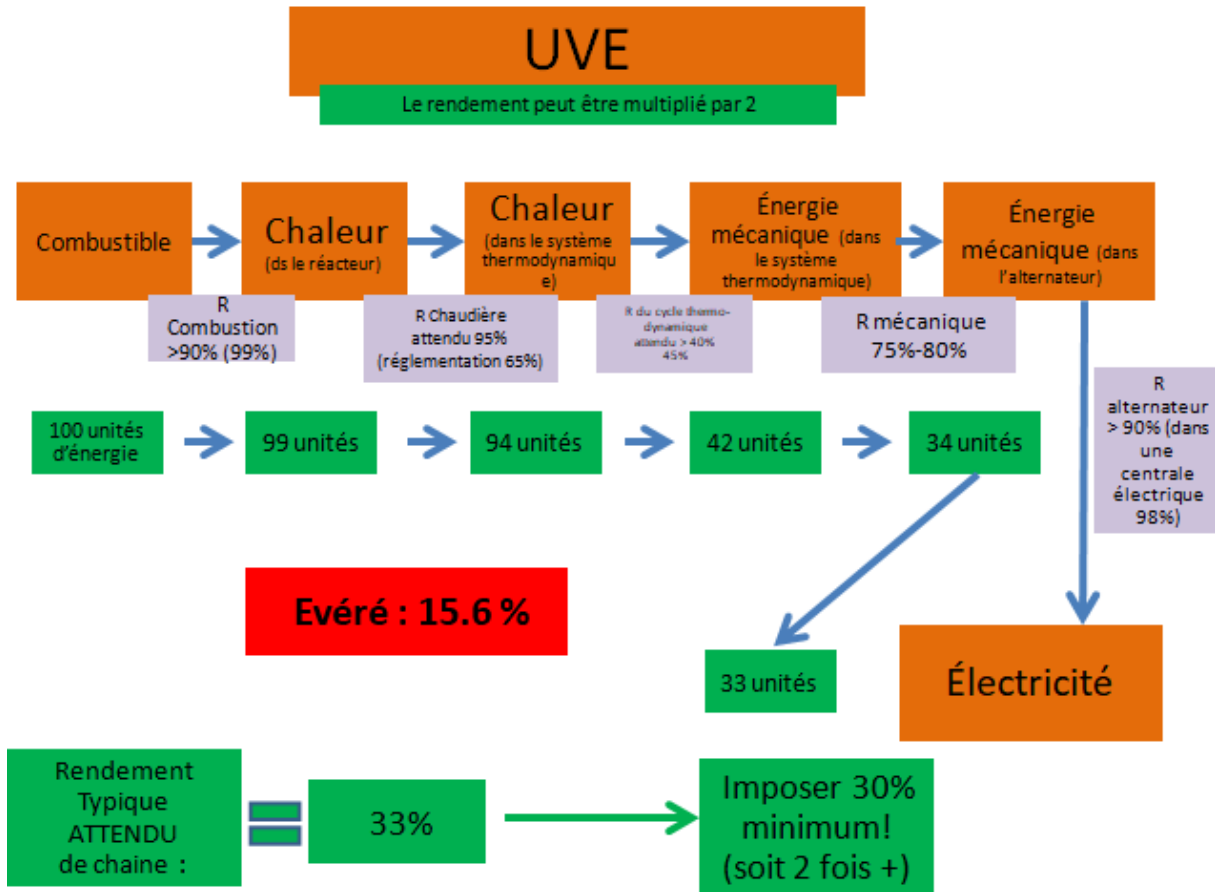 UVE
Le rendement peut être multiplié par 2
Combustible
Chaleur
(ds le réacteur)
Chaleur
(dans le système
thermodynamiqu
e)
Énergie
mécanique (dans
le système
thermodynamique)
Énergie
mécanique (dans
l'alternateur)
R
Combustion
>90% (99%)
R Chaudière
attendu 95%
(réglementation 65%)
R du cycle thermo-
dynamique
attendu > 40%
45%
R mécanique
75%-80%
R
alternateur
> 90% (dans
une
centrale
électrique
98%)
100 unités
d'énergie
99 unités
94 unités
42 unités
34 unités
Evéré : 15.6 %
33 unités
Électricité
Rendement
Typique
ATTENDU
de chaine :
33%
Imposer 30%
minimum!
(soit 2 fois +)